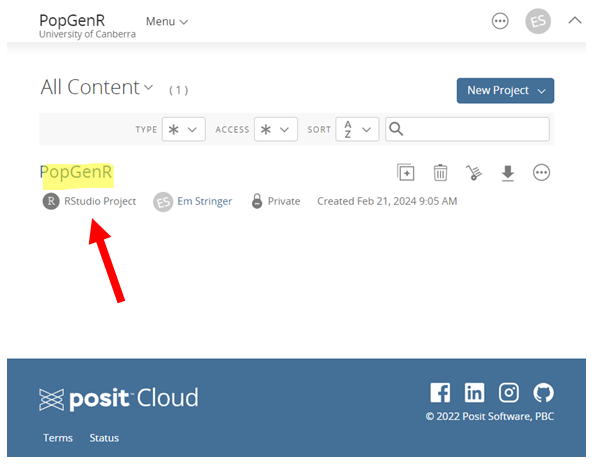 PopGenR
University of Canberra
Menu
ES
All Content
( 1 )
New Project
TYPE
ACCESS
SORT
A
Z
PopGenR
R RStudio Project
ES Em Stringer
Private
Created Feb 21, 2024 9:05 AM
posit Cloud
© 2022 Posit Software, PBC
Terms
Status